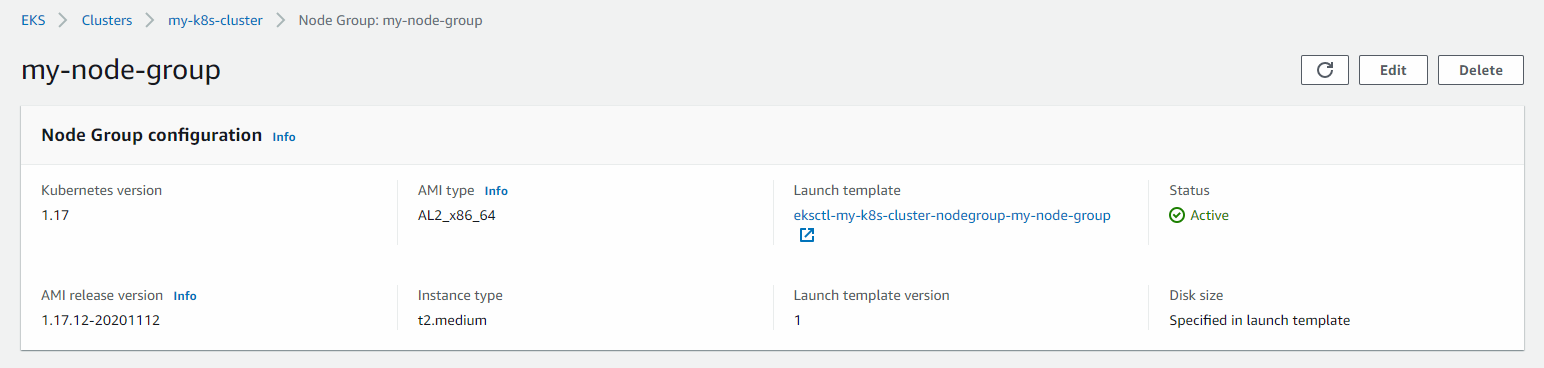 EKS Clusters my-k8s-cluster Node Group: my-node-group
my-node-group
Edit
Delete
Node Group configuration Info
Kubernetes version
1.17
AMI type Info
AL2_x86_64
Launch template
eksctl-my-k8s-cluster-nodegroup-my-node-group
Status
Active
AMI release version Info
1.17.12-20201112
Instance type
t2.medium
Launch template version
1
Disk size
Specified in launch template